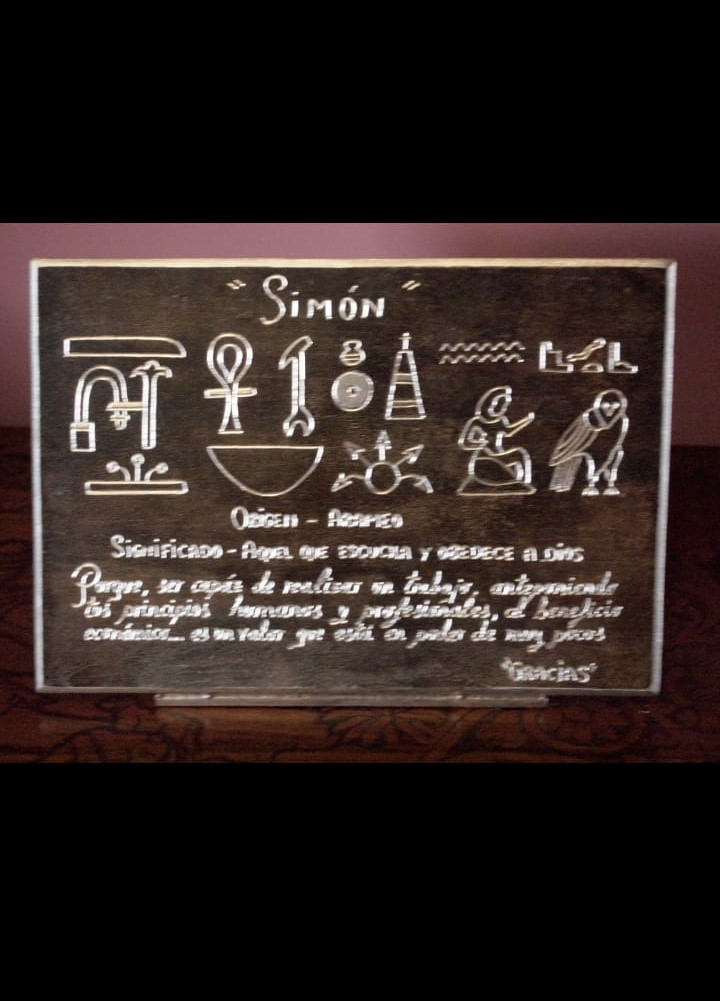 "Simón"
Origen - Arameo
Significado - Aquel que escucha y obedece a Dios
Porque, ser capáz de realizar un trabajo, anteponiendo
los principios humanos y profesionales, al beneficio
económico... es un valor que está en poder de muy pocos
"Gracias"